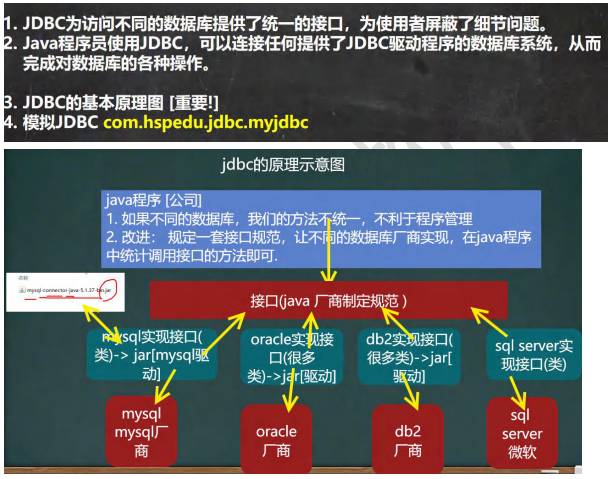 1. JDBC为访问不同的数据库提供了统一的接口，为使用者屏蔽了细节问题。
2. Java程序员使用JDBC，可以连接任何提供了JDBC驱动程序的数据库系统，从而
完成对数据库的各种操作。
3. JDBC的基本原理图 [重要!]
4. 模拟JDBC com.hspedu.jdbc.myjdbc
jdbc的原理示意图
java程序 [公司]
1. 如果不同的数据库，我们的方法不统一，不利于程序管理
2. 改进： 规定一套接口规范，让不同的数据库厂商实现，在java程序
中统计调用接口的方法即可.
名称
mysql-connector-java-5.1.37-bin.jar
接口(java 厂商制定规范 )
mysql实现接口(
类)-> jar[mysql驱
动]
oracle实现接
口(很多
类)->jar[驱动]
db2实现接口(
很多类)->jar[
驱动]
sql server实
现接口(类)
mysql
mysql厂
商
oracle
厂商
db2
厂商
sql
server
微软